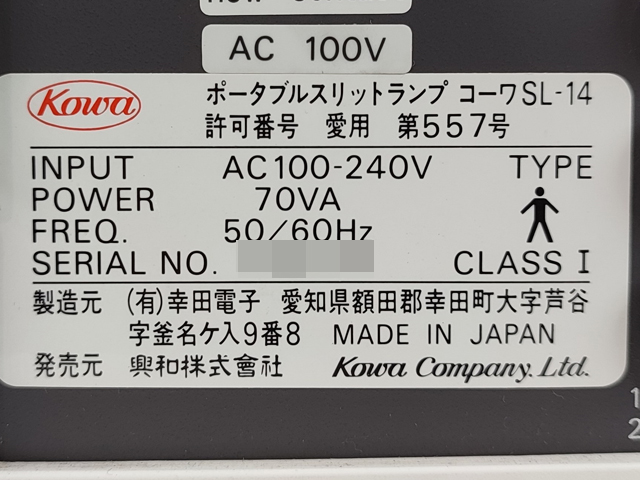 AC 100V
Kowa
ポータブルスリットランプ コーワSL-14
許可番号 愛用 第557号
INPUT AC100-240V TYPE
POWER 70VA
FREQ. 50/60Hz
SERIAL NO. CLASS I
製造元 (有)幸田電子 愛知県額田郡幸田町大字芦谷
字釜名ケ入9番8 MADE IN JAPAN
発売元 興和株式會社 Kowa Company. Ltd.
1
2